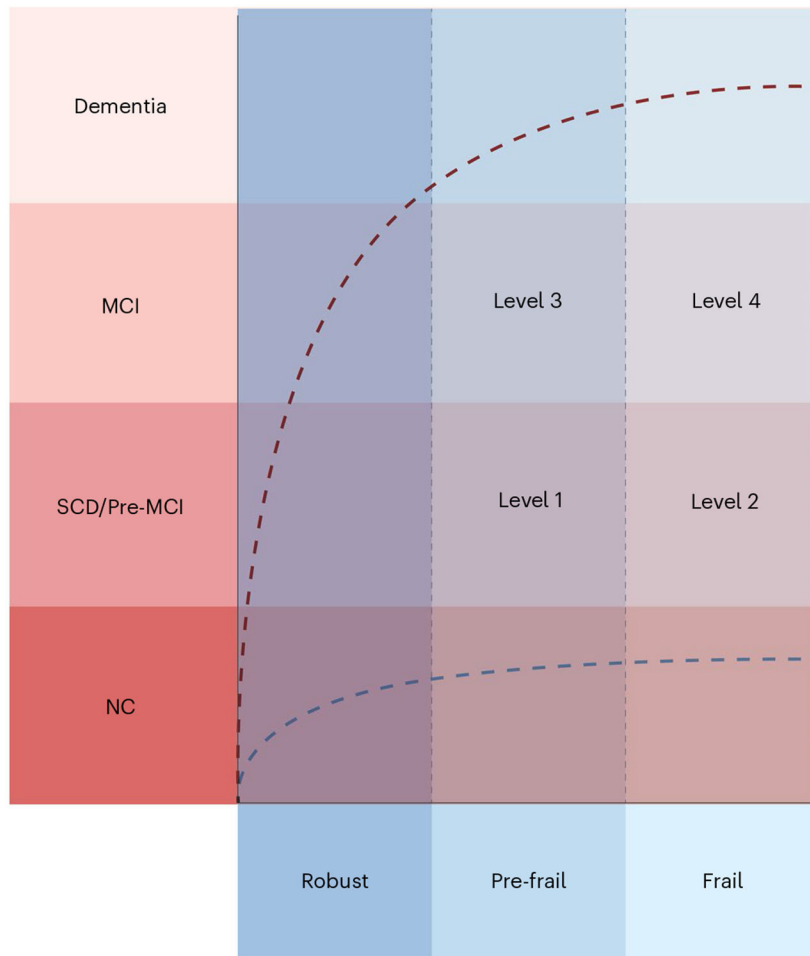 Dementia
MCI
Level 3
Level 4
SCD/Pre-MCI
Level 1
Level 2
NC
Robust
Pre-frail
Frail